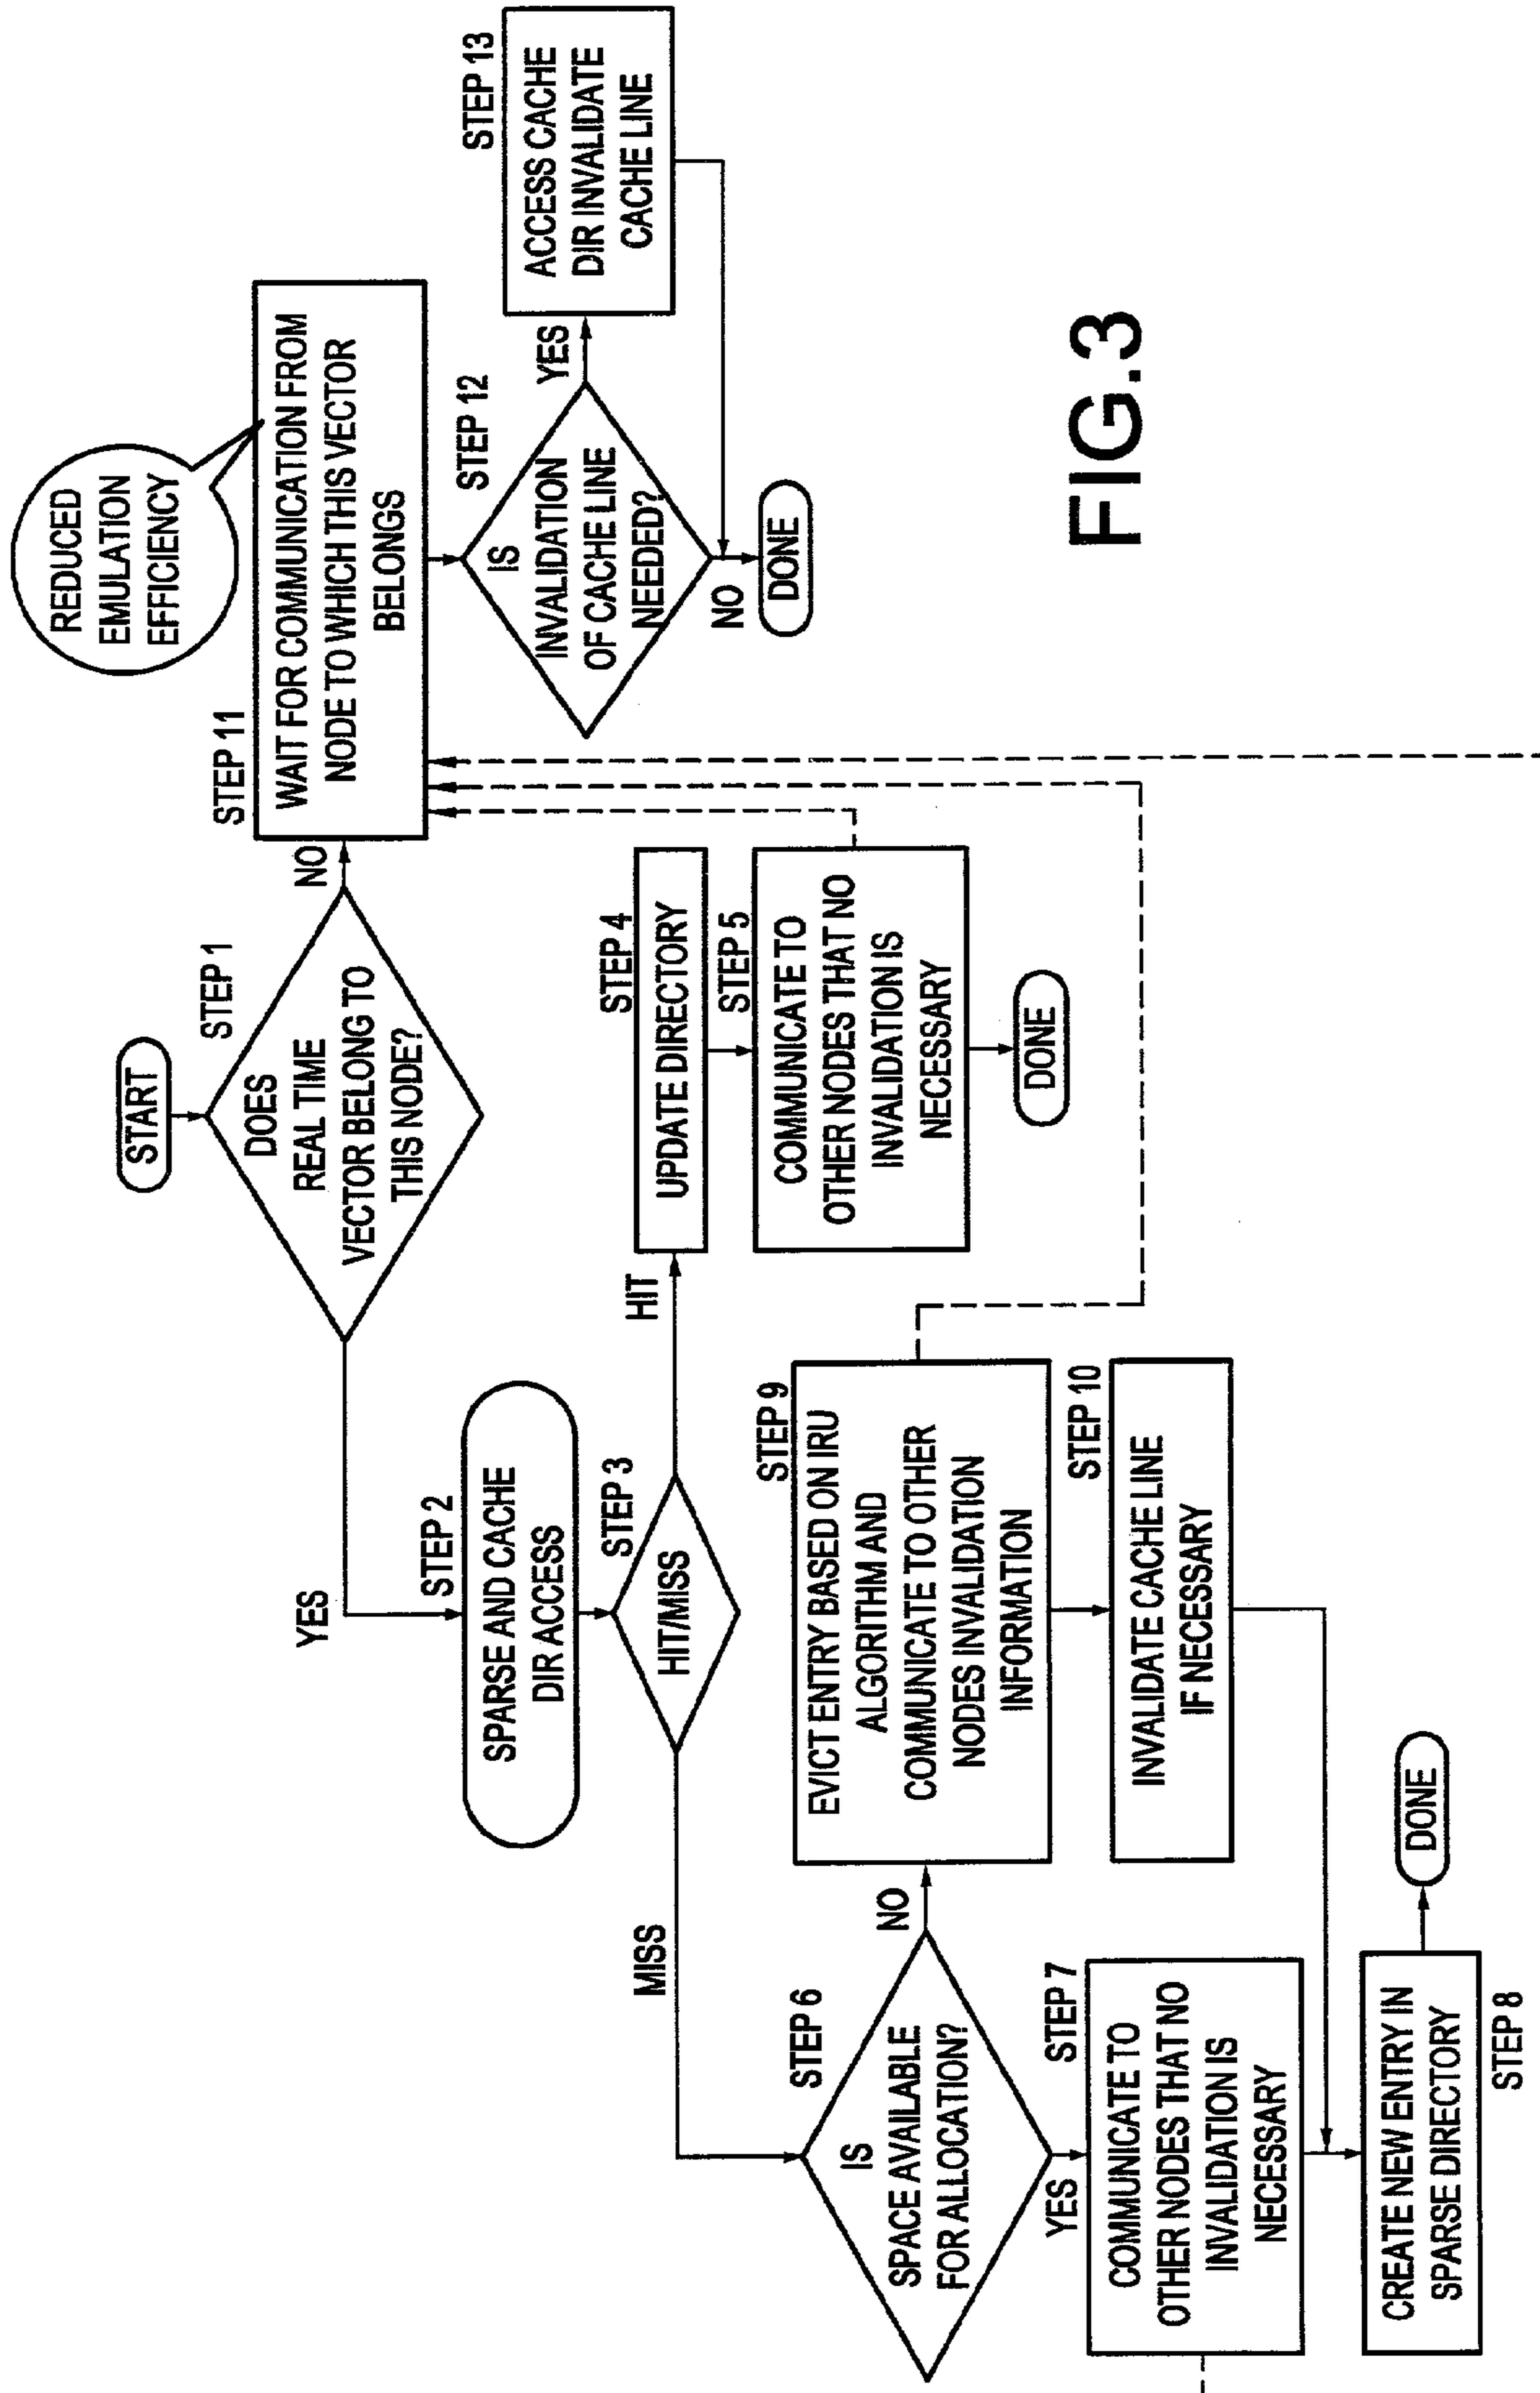 START
STEP 1
DOES
REAL TIME
VECTOR BELONG TO
THIS NODE?
YES
NO
STEP 2
SPARSE AND CACHE
DIR ACCESS
STEP 3
HIT/MISS
HIT
MISS
STEP 4
UPDATE DIRECTORY
STEP 5
COMMUNICATE TO
OTHER NODES THAT NO
INVALIDATION IS
NECESSARY
DONE
STEP 6
IS
SPACE AVAILABLE
FOR ALLOCATION?
NO
YES
STEP 7
COMMUNICATE TO
OTHER NODES THAT NO
INVALIDATION IS
NECESSARY
CREATE NEW ENTRY IN
SPARSE DIRECTORY
STEP 8
DONE
STEP 9
EVICT ENTRY BASED ON IRU
ALGORITHM AND
COMMUNICATE TO OTHER
NODES INVALIDATION
INFORMATION
STEP 10
INVALIDATE CACHE LINE
IF NECESSARY
REDUCED
EMULATION
EFFICIENCY
STEP 11
WAIT FOR COMMUNICATION FROM
NODE TO WHICH THIS VECTOR
BELONGS
STEP 12
IS
INVALIDATION
OF CACHE LINE
NEEDED?
YES
NO
STEP 13
ACCESS CACHE
DIR INVALIDATE
CACHE LINE
DONE
FIG.3